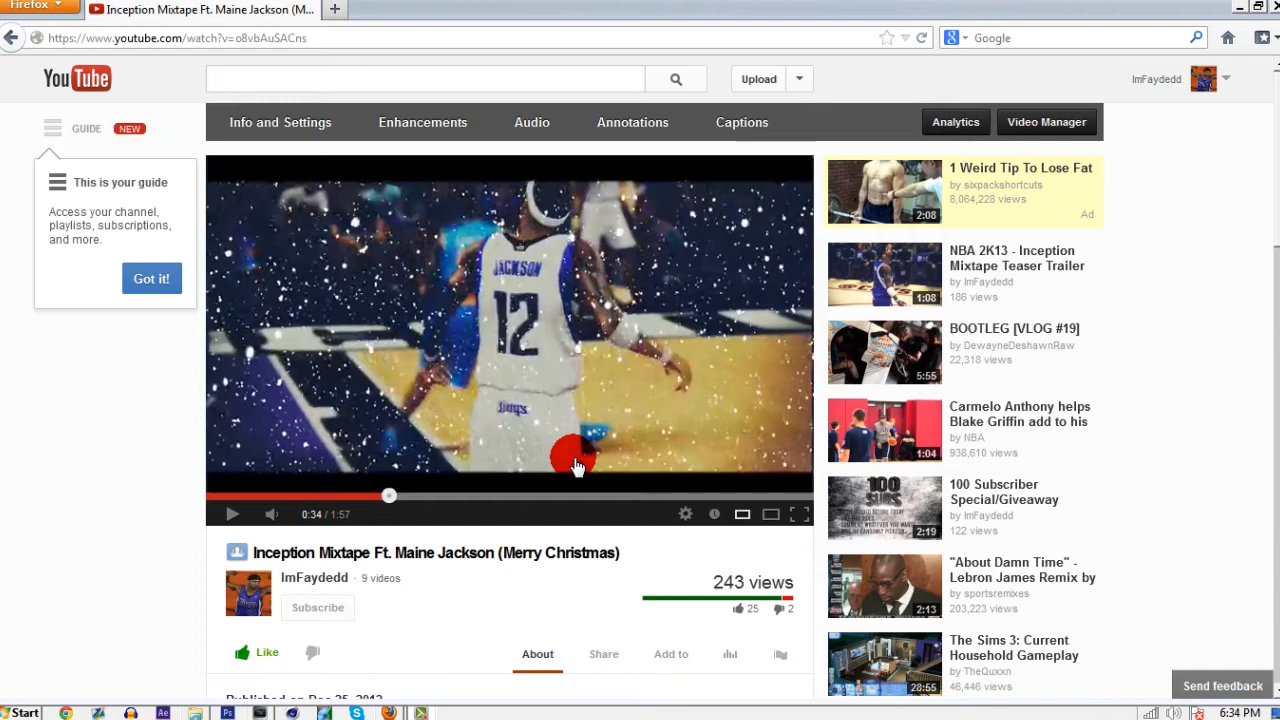 Firefox
Inception Mixtape Ft. Maine Jackson (M...
https://www.youtube.com/watch?v=o8vbAuSACns
Google
YouTube
Upload
ImFaydedd
GUIDE NEW
This is your guide
Access your channel,
playlists, subscriptions,
and more.
Got it!
Info and Settings
Enhancements
Audio
Annotations
Captions
Analytics
Video Manager
JACKSON
12
Kings
0:34 / 1:57
Inception Mixtape Ft. Maine Jackson (Merry Christmas)
ImFaydedd · 9 videos
Subscribe
243 views
25 2
Like
About
Share
Add to
1 Weird Tip To Lose Fat
by sixpackshortcuts
8,064,228 views
Ad
2:08
NBA 2K13 - Inception
Mixtape Teaser Trailer
by ImFaydedd
186 views
1:08
BOOTLEG [VLOG #19]
by DewayneDeshawnRaw
22,318 views
5:55
Carmelo Anthony helps
Blake Griffin add to his
by NBA
938,610 views
1:04
100 Subscriber
Special/Giveaway
by ImFaydedd
122 views
100
SUBS
2:19
"About Damn Time" -
Lebron James Remix by
by sportsremixes
203,223 views
2:13
The Sims 3: Current
Household Gameplay
by TheQuxxn
46,446 views
28:55
Send feedback
Start
Ae
Ps
6:34 PM